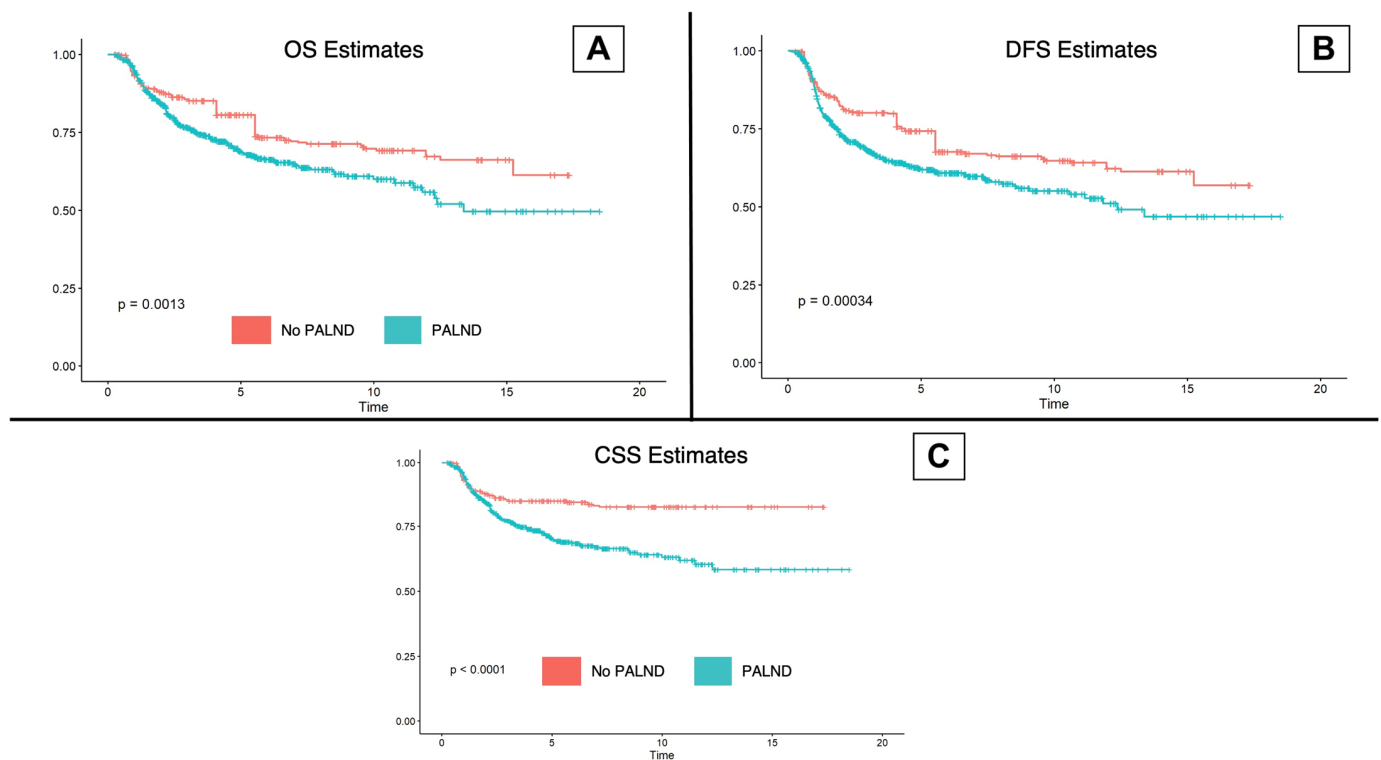 OS Estimates
A
1.00
0.75
0.50
0.25
0.00
p = 0.0013
No PALND PALND
0 5 10 15 20
Time
DFS Estimates
B
1.00
0.75
0.50
0.25
0.00
p = 0.00034
0 5 10 15 20
Time
CSS Estimates
C
1.00
0.75
0.50
0.25
0.00
p < 0.0001
No PALND PALND
0 5 10 15 20
Time